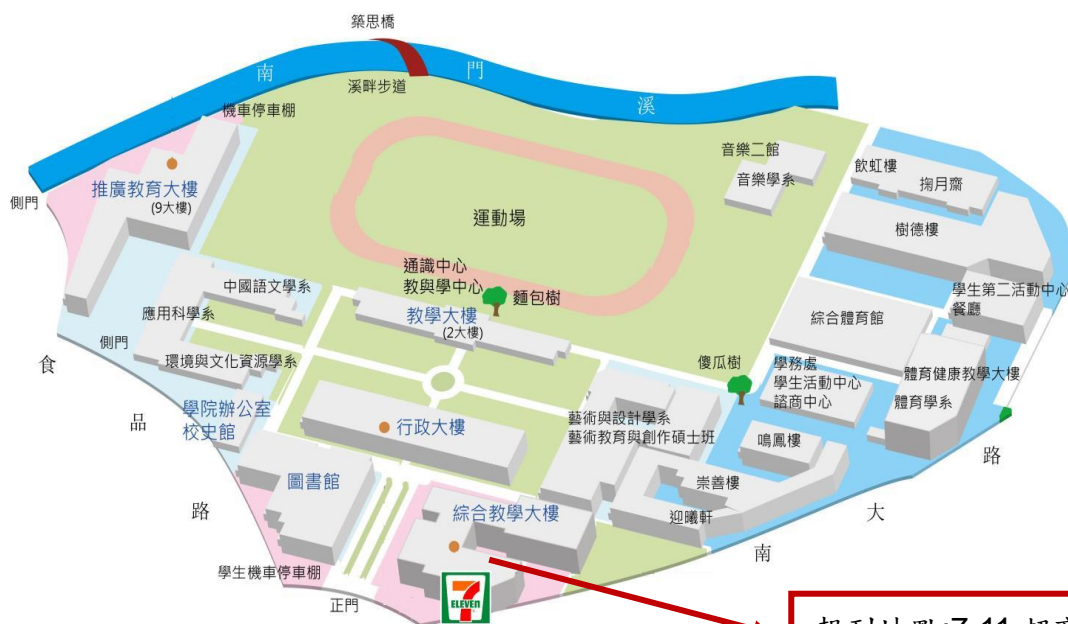 築思橋
南
門
溪
溪畔步道
機車停車棚
側門
推廣教育大樓
(9大樓)
運動場
音樂二館
音樂學系
飲虹樓
掬月齋
樹德樓
通識中心
教與學中心
麵包樹
教學大樓
(2大樓)
中國語文學系
應用科學系
側門
環境與文化資源學系
學生第二活動中心
餐廳
綜合體育館
體育健康教學大樓
體育學系
傻瓜樹
學務處
學生活動中心
諮商中心
食
品
路
學院辦公室
校史館
行政大樓
藝術與設計學系
藝術教育與創作碩士班
鳴鳳樓
崇善樓
迎曦軒
圖書館
綜合教學大樓
路
大
南
學生機車停車棚
正門
7
ELEVEn